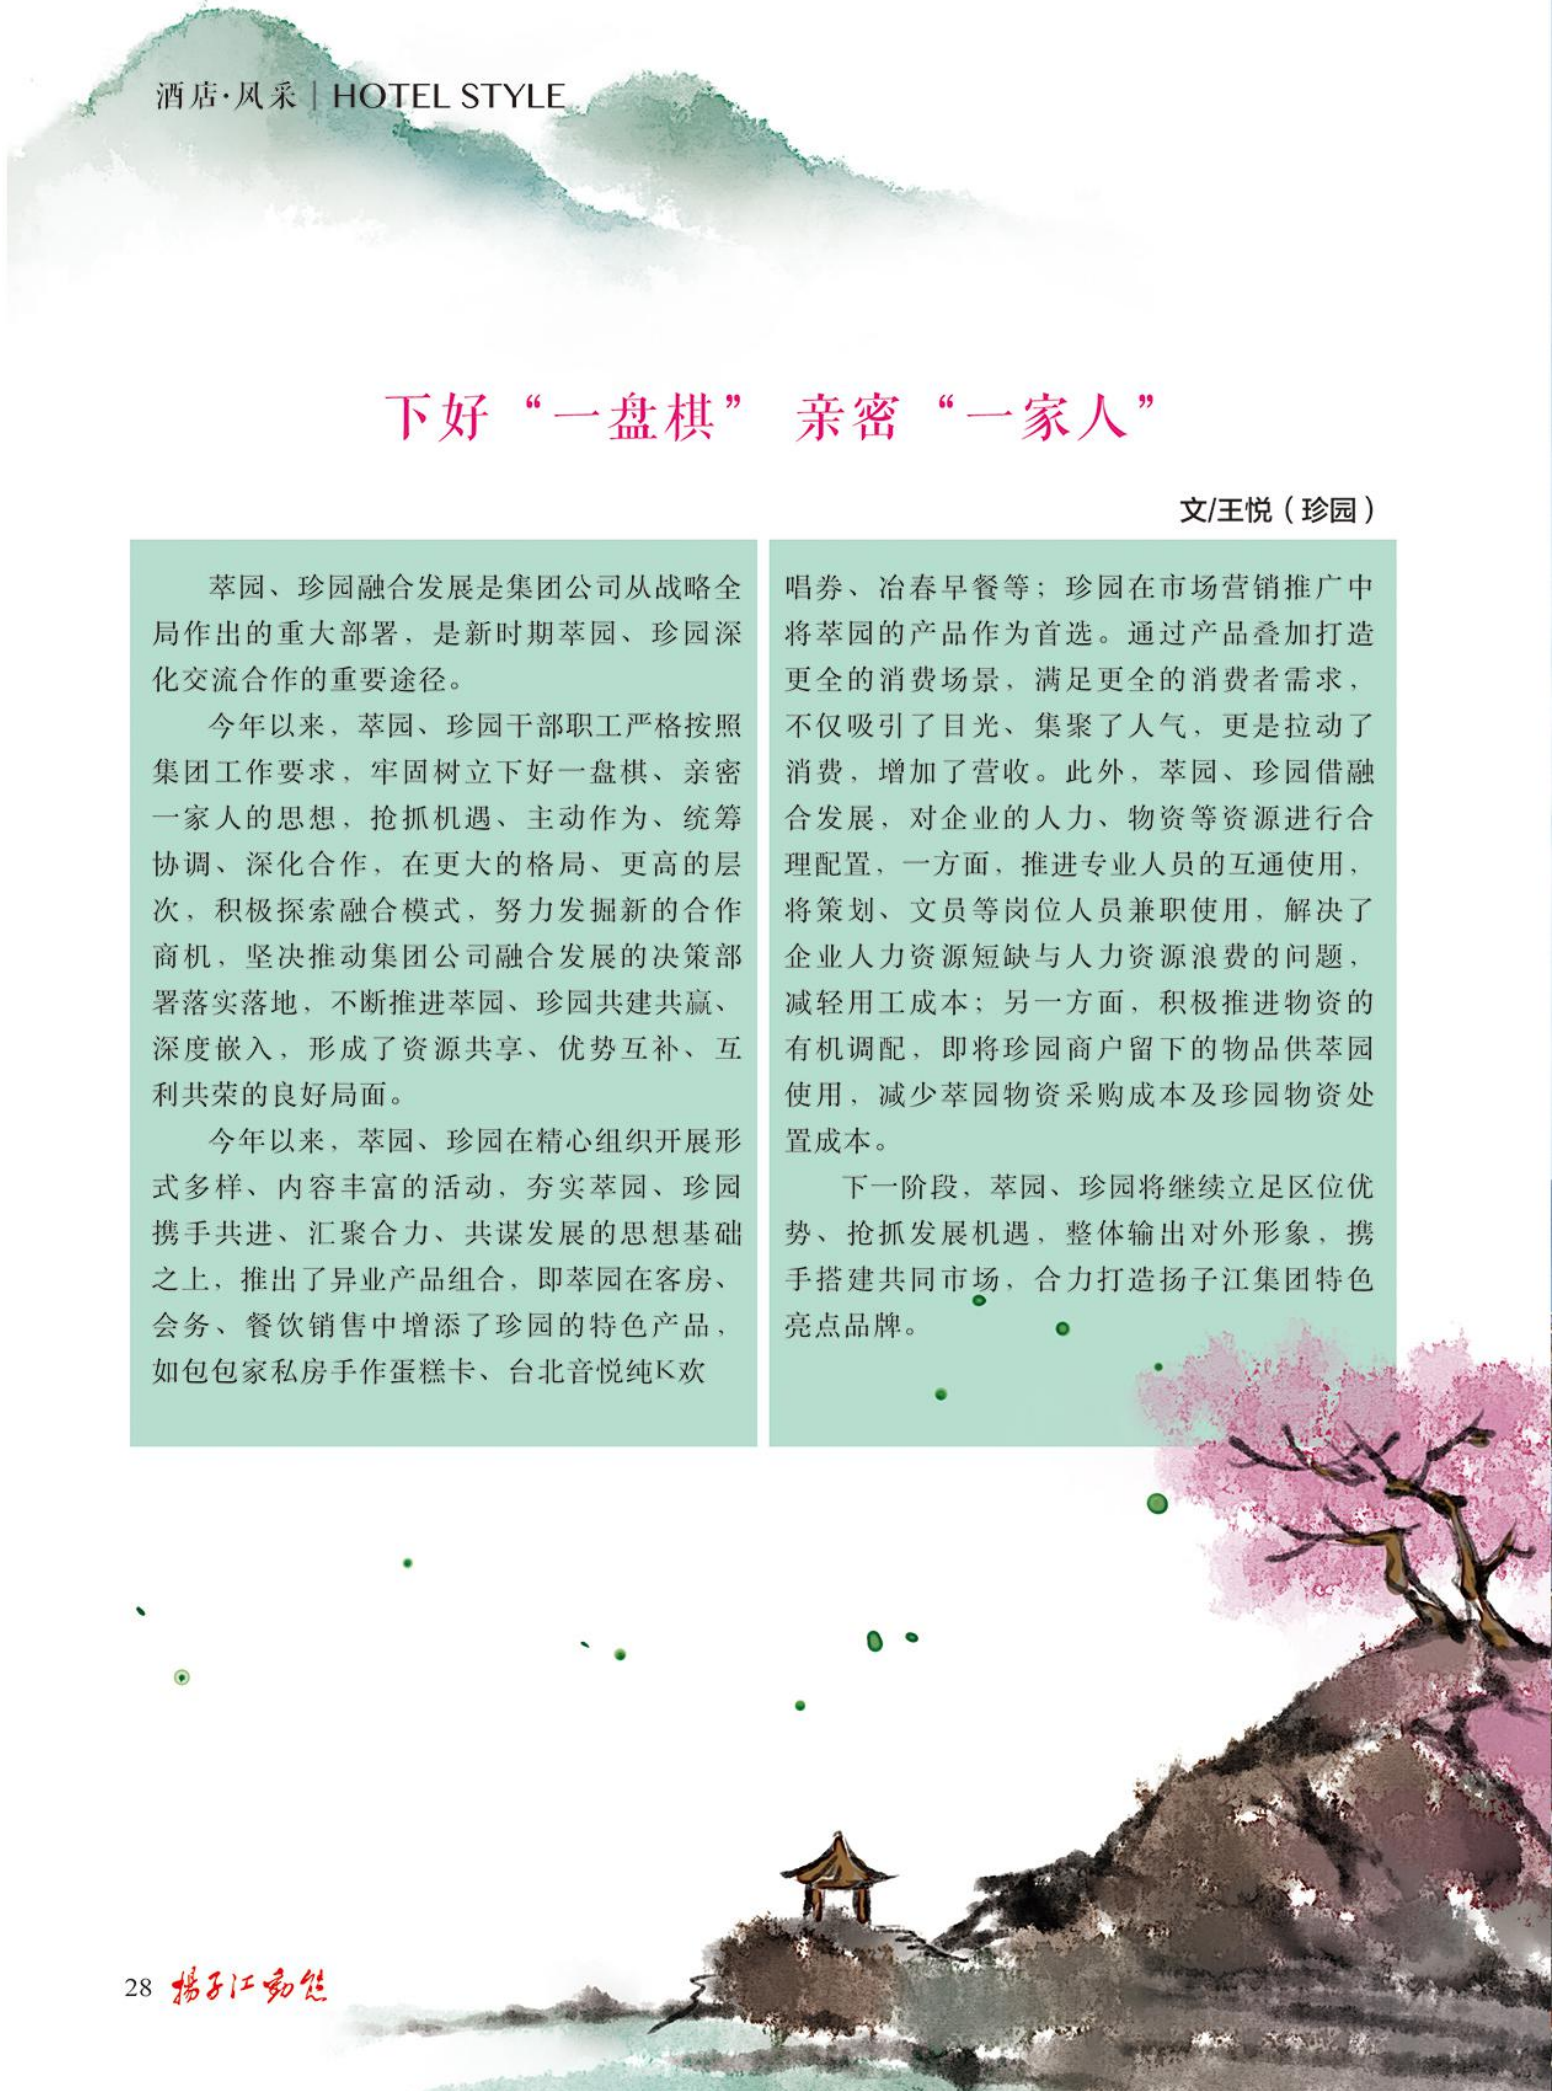 酒店·风采 | HOTEL STYLE
下好“一盘棋” 亲密“一家人”
文/王悦（珍园）
萃园、珍园融合发展是集团公司从战略全
局作出的重大部署，是新时期萃园、珍园深
化交流合作的重要途径。
今年以来，萃园、珍园干部职工严格按照
集团工作要求，牢固树立下好一盘棋、亲密
一家人的思想，抢抓机遇、主动作为、统筹
协调、深化合作，在更大的格局、更高的层
次，积极探索融合模式，努力发掘新的合作
商机，坚决推动集团公司融合发展的决策部
署落实落地，不断推进萃园、珍园共建共赢、
深度嵌入，形成了资源共享、优势互补、互
利共荣的良好局面。
今年以来，萃园、珍园在精心组织开展形
式多样、内容丰富的活动，夯实萃园、珍园
携手共进、汇聚合力、共谋发展的思想基础
之上，推出了异业产品组合，即萃园在客房、
会务、餐饮销售中增添了珍园的特色产品，
如包包家私房手作蛋糕卡、台北音悦纯K欢
唱券、冶春早餐等；珍园在市场营销推广中
将萃园的产品作为首选。通过产品叠加打造
更全的消费场景，满足更全的消费者需求，
不仅吸引了目光、集聚了人气，更是拉动了
消费，增加了营收。此外，萃园、珍园借融
合发展，对企业的人力、物资等资源进行合
理配置，一方面，推进专业人员的互通使用，
将策划、文员等岗位人员兼职使用，解决了
企业人力资源短缺与人力资源浪费的问题，
减轻用工成本；另一方面，积极推进物资的
有机调配，即将珍园商户留下的物品供萃园
使用，减少萃园物资采购成本及珍园物资处
置成本。
下一阶段，萃园、珍园将继续立足区位优
势、抢抓发展机遇，整体输出对外形象，携
手搭建共同市场，合力打造扬子江集团特色
亮点品牌。
28 揚子江動態